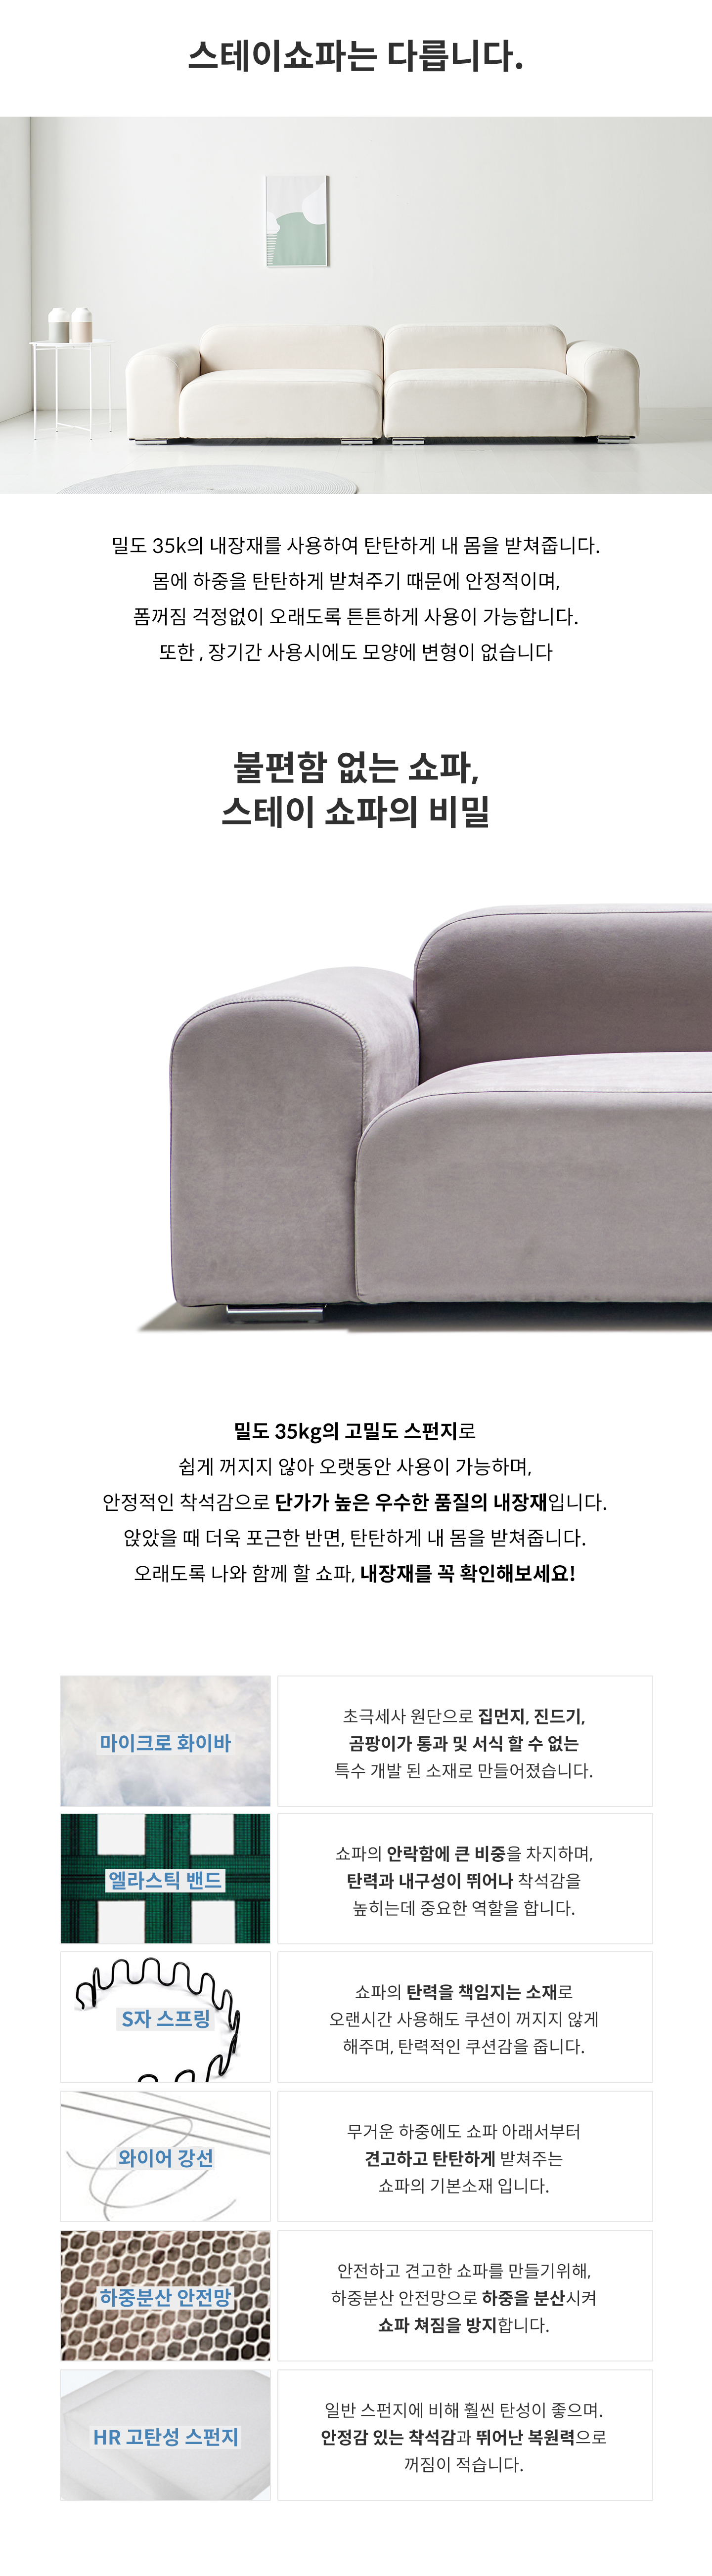 스테이쇼파는 다릅니다.
밀도 35k의 내장재를 사용하여 탄탄하게 내 몸을 받쳐줍니다.
몸에 하중을 탄탄하게 받쳐주기 때문에 안정적이며,
폼꺼짐 걱정없이 오래도록 튼튼하게 사용이 가능합니다.
또한 , 장기간 사용시에도 모양에 변형이 없습니다
불편함 없는 쇼파,
스테이 쇼파의 비밀
밀도 35kg의 고밀도 스펀지로
쉽게 꺼지지 않아 오랫동안 사용이 가능하며,
안정적인 착석감으로 단가가 높은 우수한 품질의 내장재입니다.
앉았을 때 더욱 포근한 반면, 탄탄하게 내 몸을 받쳐줍니다.
오래도록 나와 함께 할 쇼파, 내장재를 꼭 확인해보세요!
마이크로 화이바
초극세사 원단으로 집먼지, 진드기,
곰팡이가 통과 및 서식 할 수 없는
특수 개발 된 소재로 만들어졌습니다.
엘라스틱 밴드
쇼파의 안락함에 큰 비중을 차지하며,
탄력과 내구성이 뛰어나 착석감을
높히는데 중요한 역할을 합니다.
S자 스프링
쇼파의 탄력을 책임지는 소재로
오랜시간 사용해도 쿠션이 꺼지지 않게
해주며, 탄력적인 쿠션감을 줍니다.
와이어 강선
무거운 하중에도 쇼파 아래서부터
견고하고 탄탄하게 받쳐주는
쇼파의 기본소재 입니다.
하중분산 안전망
안전하고 견고한 쇼파를 만들기위해,
하중분산 안전망으로 하중을 분산시켜
쇼파 쳐짐을 방지합니다.
HR 고탄성 스펀지
일반 스펀지에 비해 훨씬 탄성이 좋으며.
안정감 있는 착석감과 뛰어난 복원력으로
꺼짐이 적습니다.